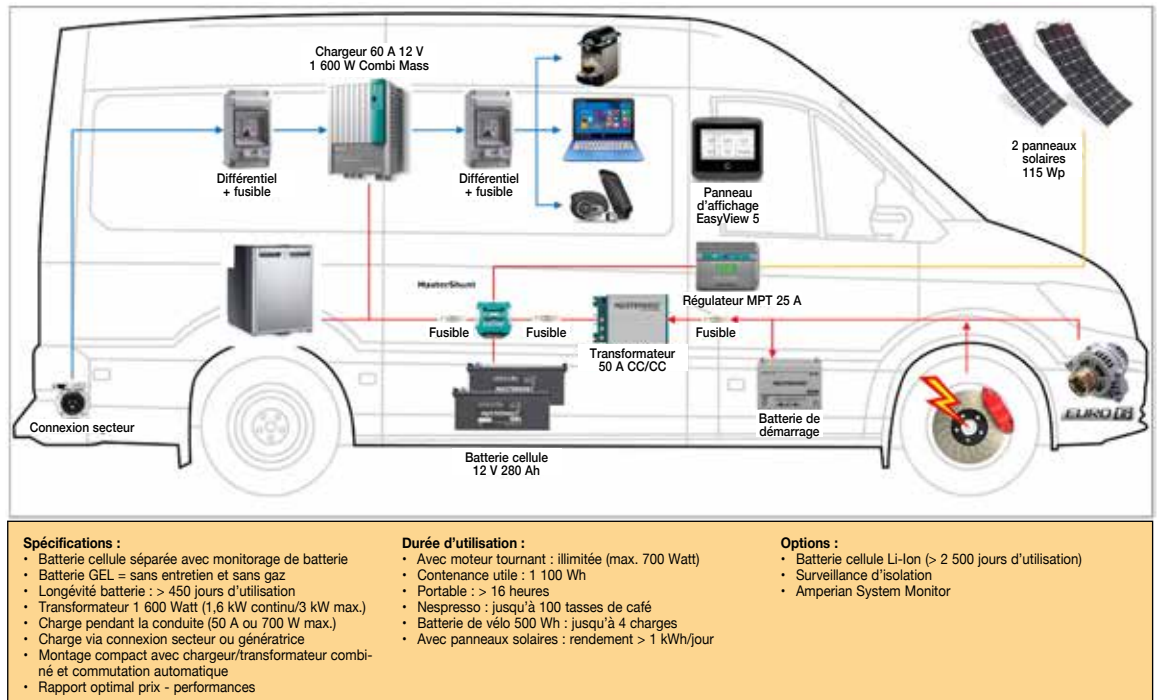 Chargeur 60 A 12 V
1 600 W Combi Mass
Différentiel
+ fusible
Différentiel
+ fusible
Panneau
d'affichage
EasyView 5
2 panneaux
solaires
115 Wp
MasterShunt
Régulateur MPT 25 A
Fusible
Fusible
Fusible
MASTERVOLT
Transformateur
50 A CC/CC
MASTERVOLT
MASTERVOLT
Connexion secteur
Batterie de
démarrage
EURO
Batterie cellule
12 V 280 Ah
Spécifications :
• Batterie cellule séparée avec monitorage de batterie
• Batterie GEL = sans entretien et sans gaz
• Longévité batterie : > 450 jours d'utilisation
• Transformateur 1 600 Watt (1,6 kW continu/3 kW max.)
• Charge pendant la conduite (50 A ou 700 W max.)
• Charge via connexion secteur ou génératrice
• Montage compact avec chargeur/transformateur combi-
né et commutation automatique
• Rapport optimal prix - performances
Durée d'utilisation :
• Avec moteur tournant : illimitée (max. 700 Watt)
• Contenance utile : 1 100 Wh
• Portable : > 16 heures
• Nespresso : jusqu'à 100 tasses de café
• Batterie de vélo 500 Wh : jusqu'à 4 charges
• Avec panneaux solaires : rendement > 1 kWh/jour
Options :
• Batterie cellule Li-Ion (> 2 500 jours d'utilisation)
• Surveillance d'isolation
• Amperian System Monitor